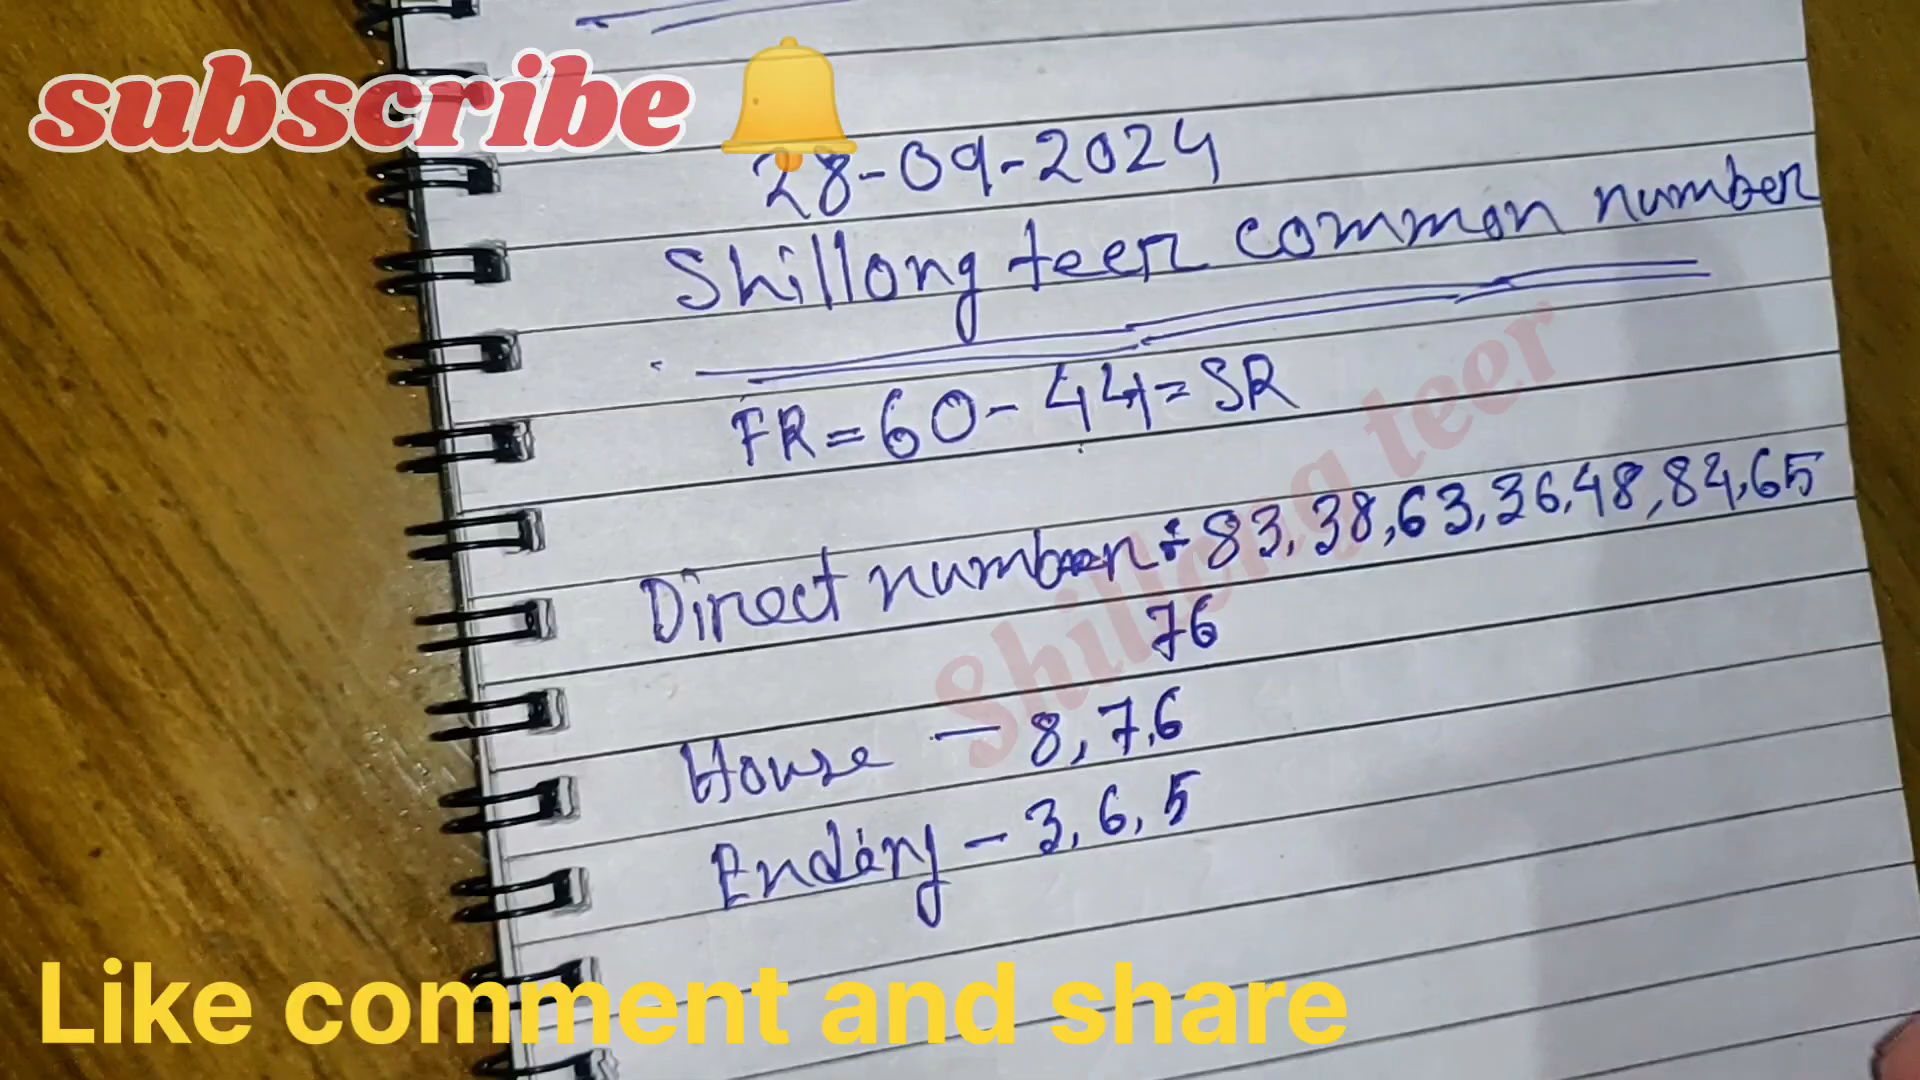 subscribe
28-09-2024
Shillong teer common number
FR = 60 - 44 = SR
Direct number : 83, 38, 63, 36, 48, 84, 65
76
House - 8, 7, 6
Ending - 3, 6, 5
Shillong teer
Like comment and share